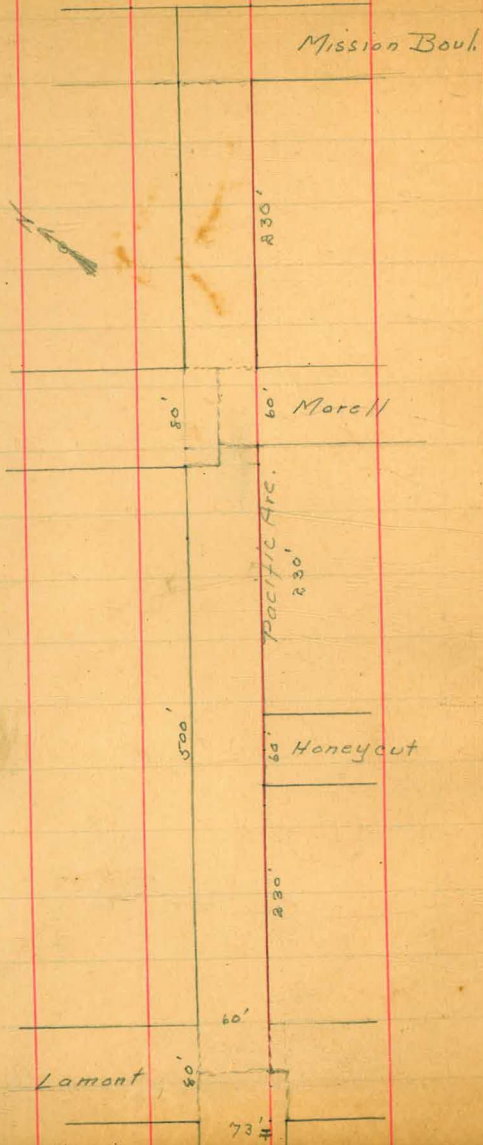 Mission Boul.
N
230'
80'
60'
Morell
Pacific Ave.
230'
500'
60'
Honeycut
230'
60'
Lamont
80'
73'